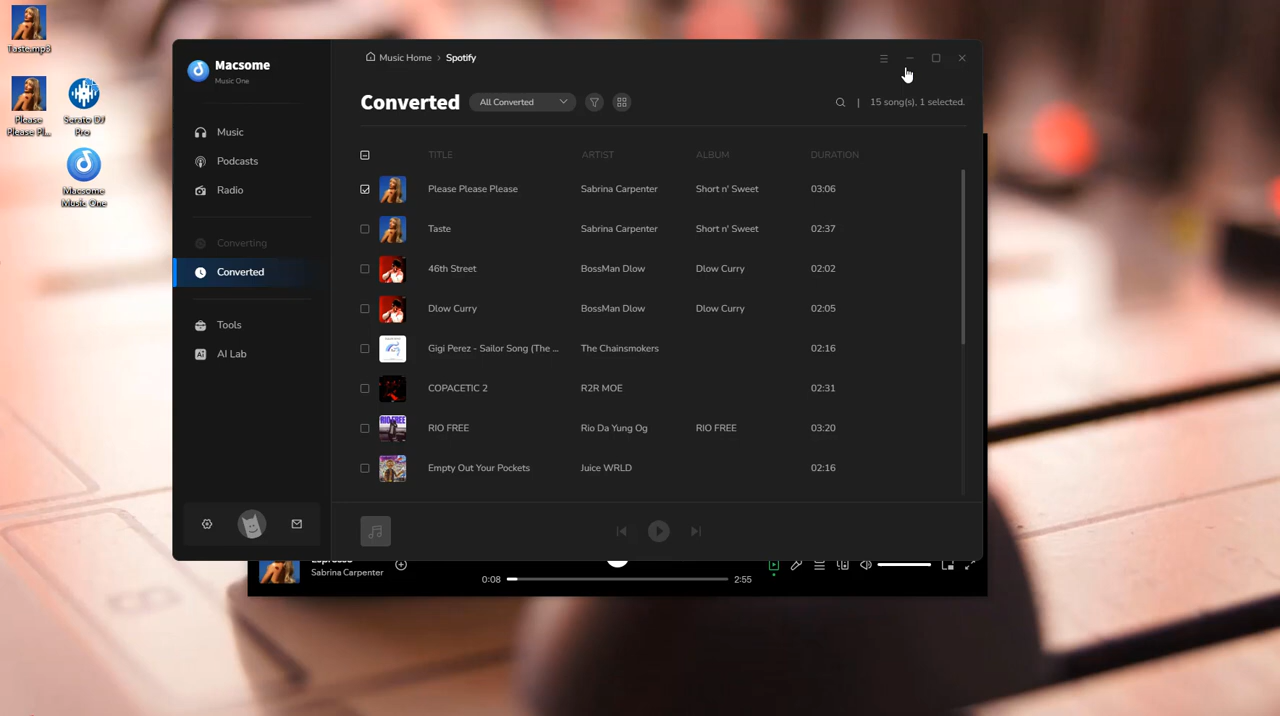 Taste.mp3
Please
Please Pl...
Serato DJ
Pro
Macsome
Music One
Macsome
Music One
Music
Podcasts
Radio
Converting
Converted
Tools
AI Lab
Music Home › Spotify
Converted
All Converted
15 song(s), 1 selected.
TITLE ARTIST ALBUM DURATION
Please Please Please Sabrina Carpenter Short n' Sweet 03:06
Taste Sabrina Carpenter Short n' Sweet 02:37
46th Street BossMan Dlow Dlow Curry 02:02
Dlow Curry BossMan Dlow Dlow Curry 02:05
Gigi Perez - Sailor Song (The ... The Chainsmokers 02:16
COPACETIC 2 R2R MOE 02:31
RIO FREE Rio Da Yung Og RIO FREE 03:20
Empty Out Your Pockets Juice WRLD 02:16
Espresso
Sabrina Carpenter
0:08 2:55